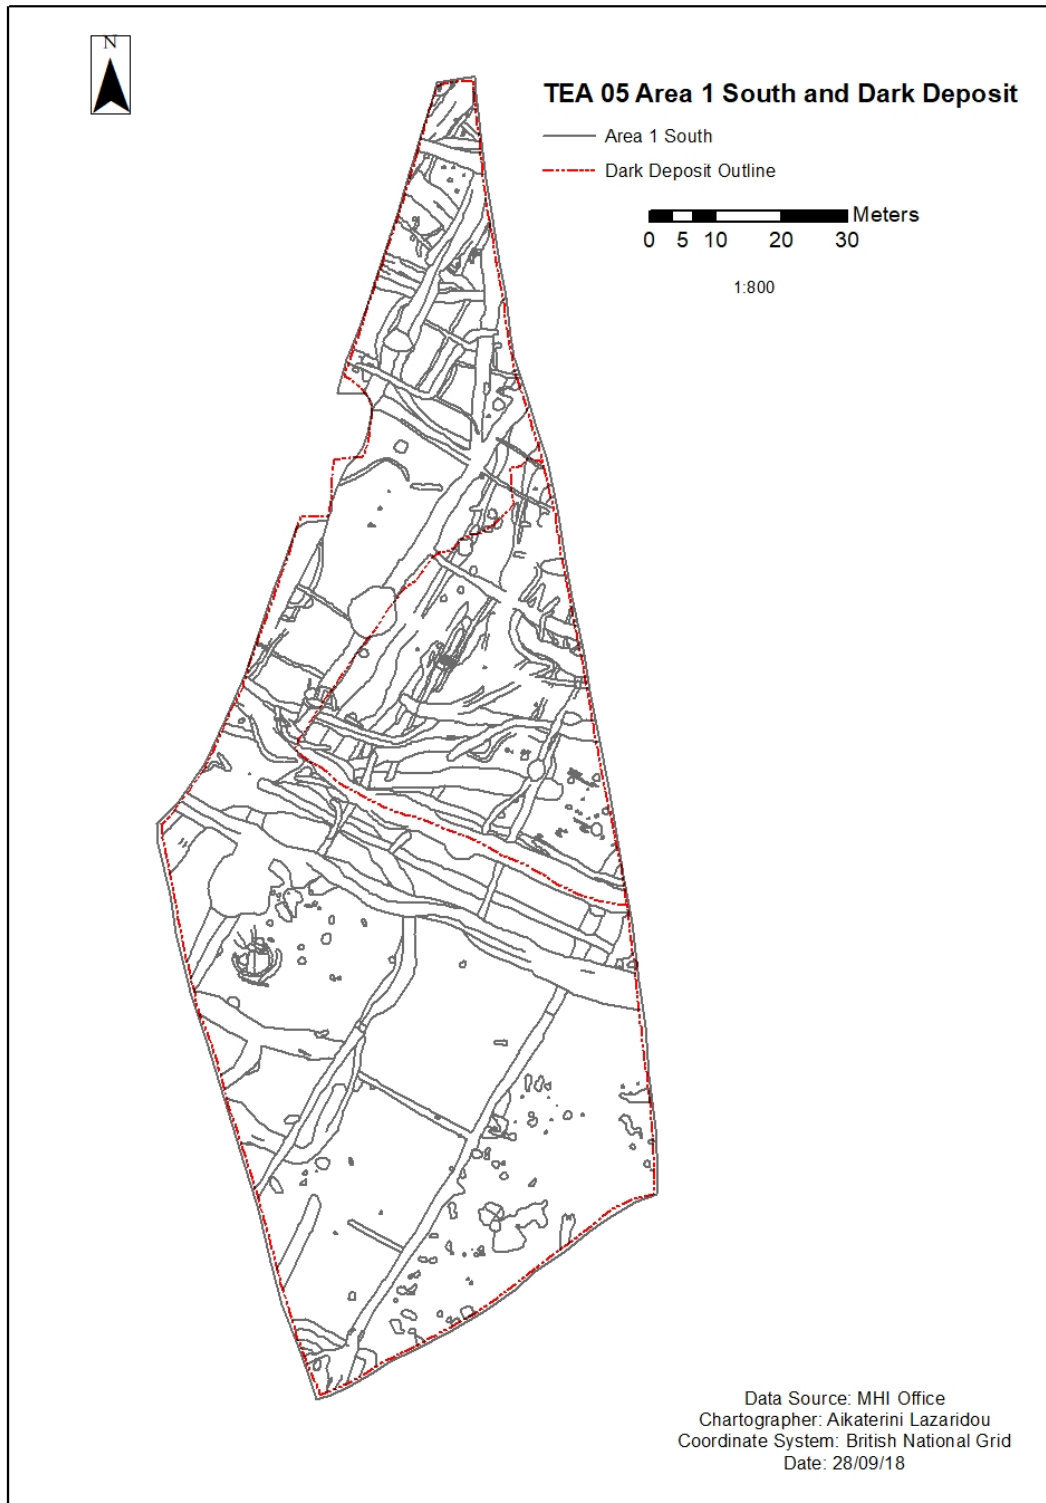 N
TEA 05 Area 1 South and Dark Deposit
Area 1 South
Dark Deposit Outline
Meters
0 5 10 20 30
1:800
Data Source: MHI Office
Chartographer: Aikaterini Lazaridou
Coordinate System: British National Grid
Date: 28/09/18